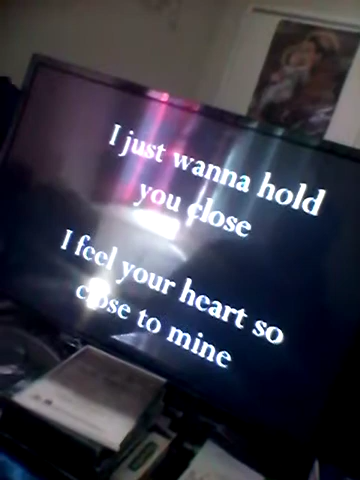 I just wanna hold
you close
I feel your heart so
close to mine